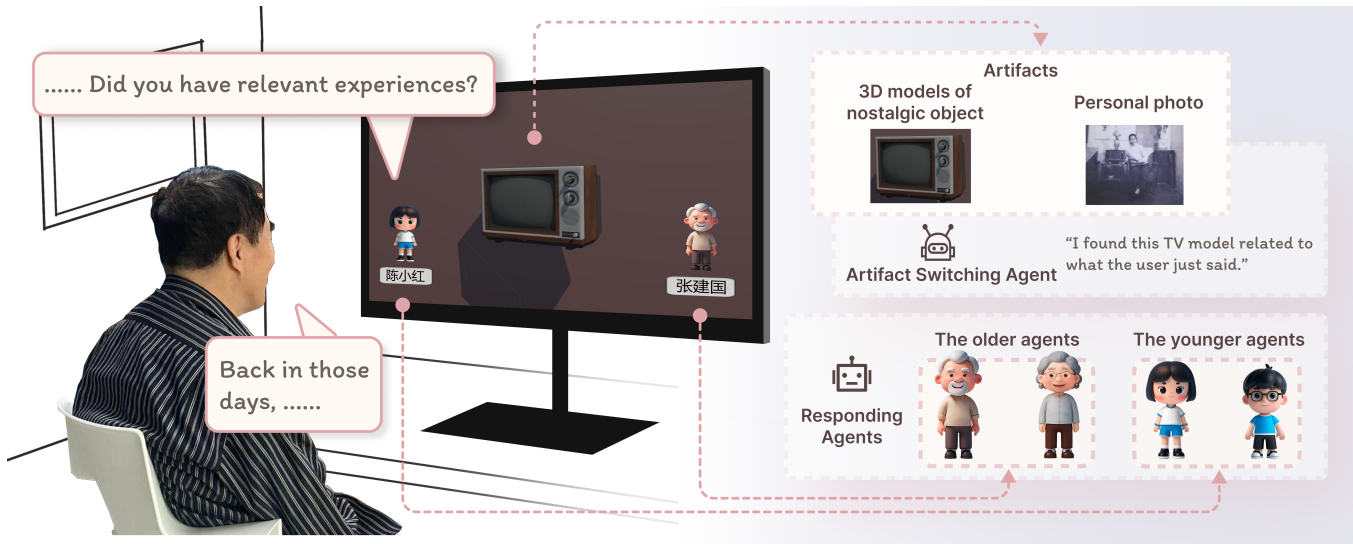 ...... Did you have relevant experiences?
Back in those
days, ......
陈小红
张建国
Artifacts
3D models of
nostalgic object
Personal photo
Artifact Switching Agent
“I found this TV model related to
what the user just said.”
Responding
Agents
The older agents
The younger agents